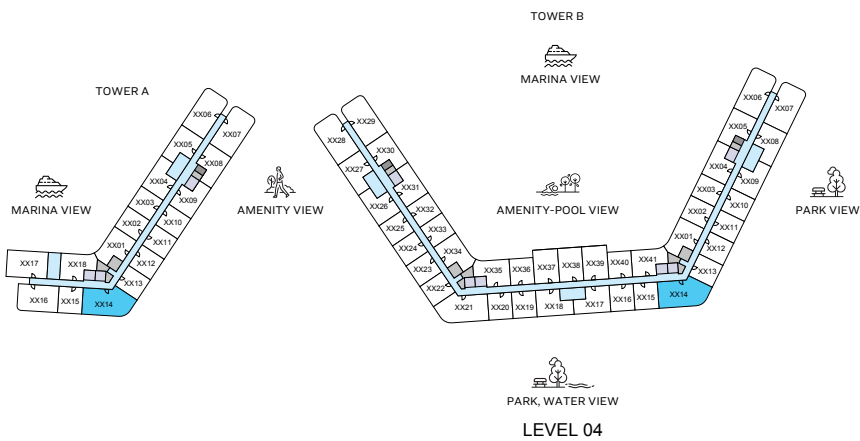 TOWER B
MARINA VIEW
TOWER A
XX06
XX07
XX05
XX08
XX04
XX09
XX03
XX10
XX02
XX11
XX01
XX12
XX13
XX18
XX17
XX16
XX15
XX14
MARINA VIEW
AMENITY VIEW
XX29
XX28
XX30
XX27
XX31
XX26
XX32
XX25
XX33
XX24
XX34
XX23
XX22
XX21
XX35
XX36
XX37
XX38
XX39
XX40
XX41
XX20
XX19
XX18
XX17
XX16
XX15
XX14
AMENITY-POOL VIEW
XX06
XX07
XX05
XX08
XX04
XX09
XX03
XX10
XX02
XX11
XX01
XX12
XX13
PARK VIEW
PARK, WATER VIEW
LEVEL 04